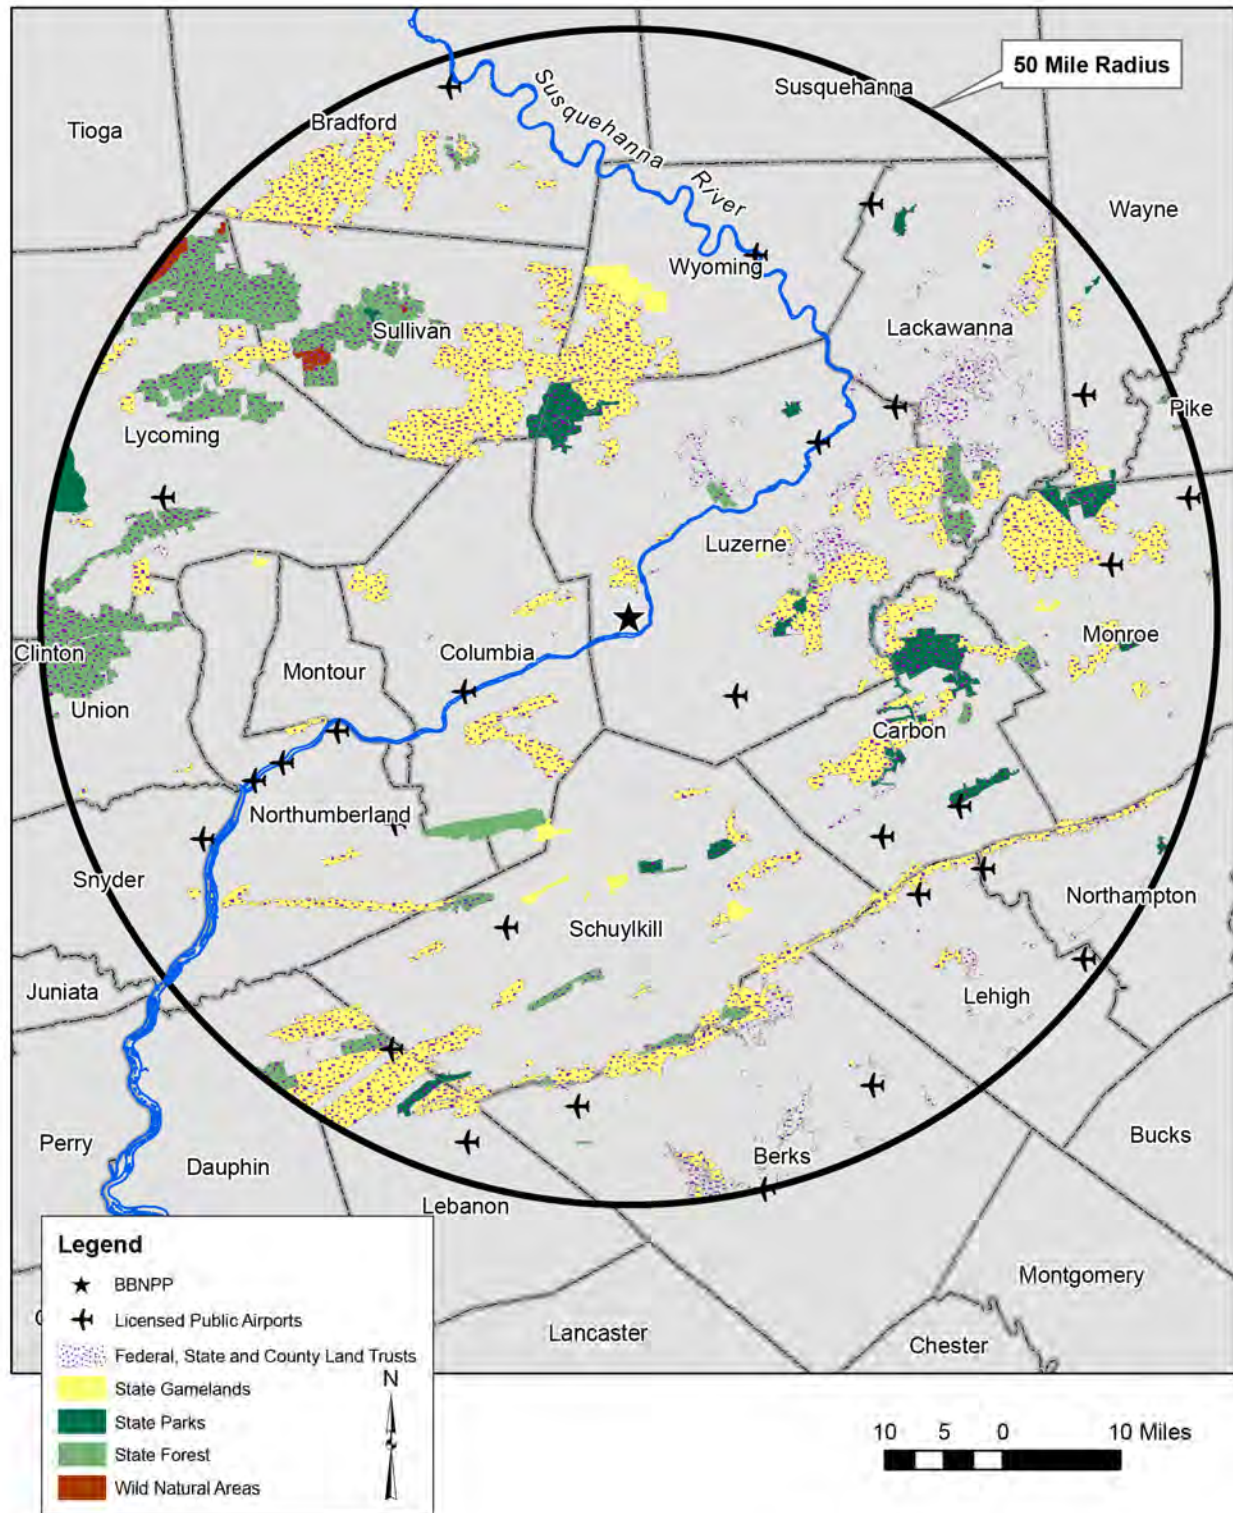 50 Mile Radius
Susquehanna
Tioga
Bradford
Susquehanna
River
Wayne
Wyoming
Lackawanna
Sullivan
Pike
Lycoming
Luzerne
Clinton
Columbia
Monroe
Montour
Union
Carbon
Northumberland
Snyder
Northampton
Schuylkill
Juniata
Lehigh
Perry
Bucks
Dauphin
Berks
Lebanon
Montgomery
Lancaster
Chester
Legend
BBNPP
Licensed Public Airports
Federal, State and County Land Trusts
State Gamelands
State Parks
State Forest
Wild Natural Areas
N
10 5 0 10 Miles